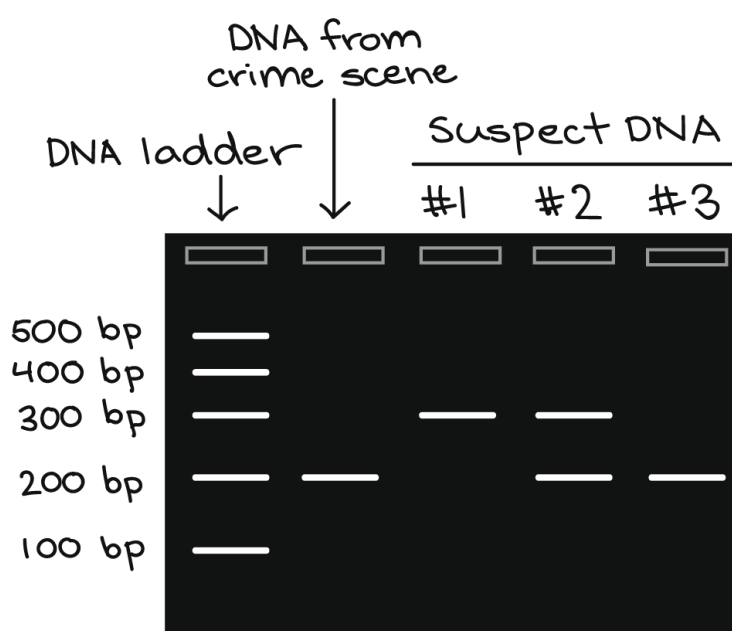 DNA from
crime scene
DNA ladder
Suspect DNA
#1 #2 #3
500 bp
400 bp
300 bp
200 bp
100 bp